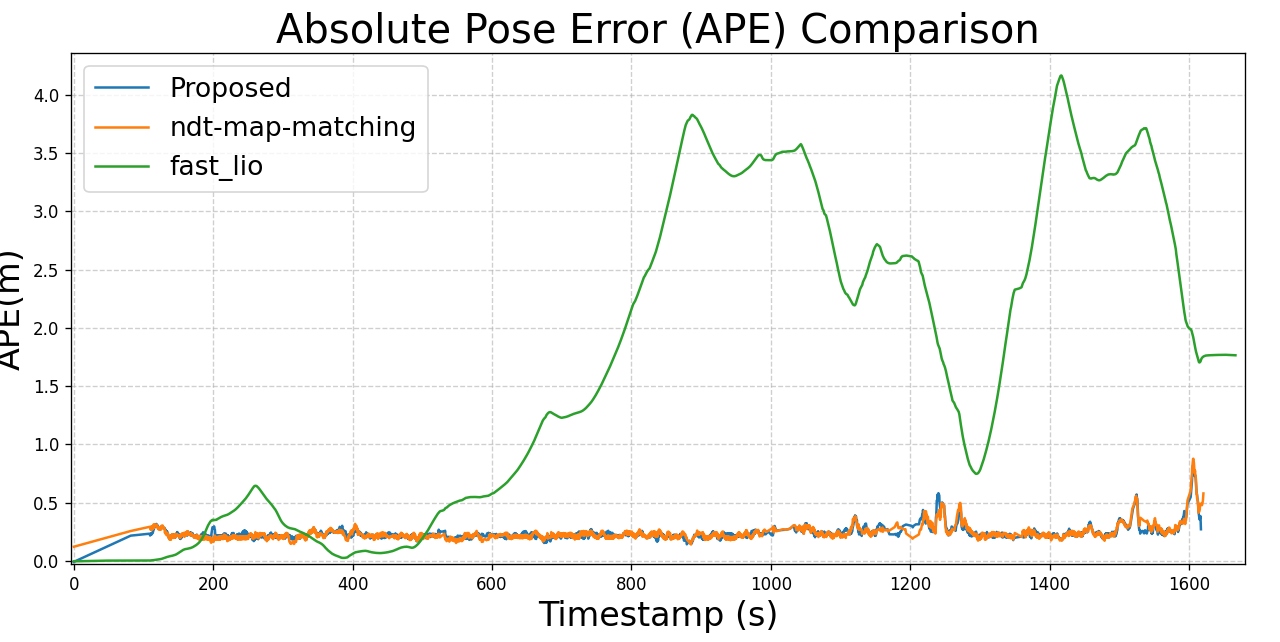 Absolute Pose Error (APE) Comparison
Proposed
ndt-map-matching
fast_lio
APE(m)
4.0
3.5
3.0
2.5
2.0
1.5
1.0
0.5
0.0
0 200 400 600 800 1000 1200 1400 1600
Timestamp (s)